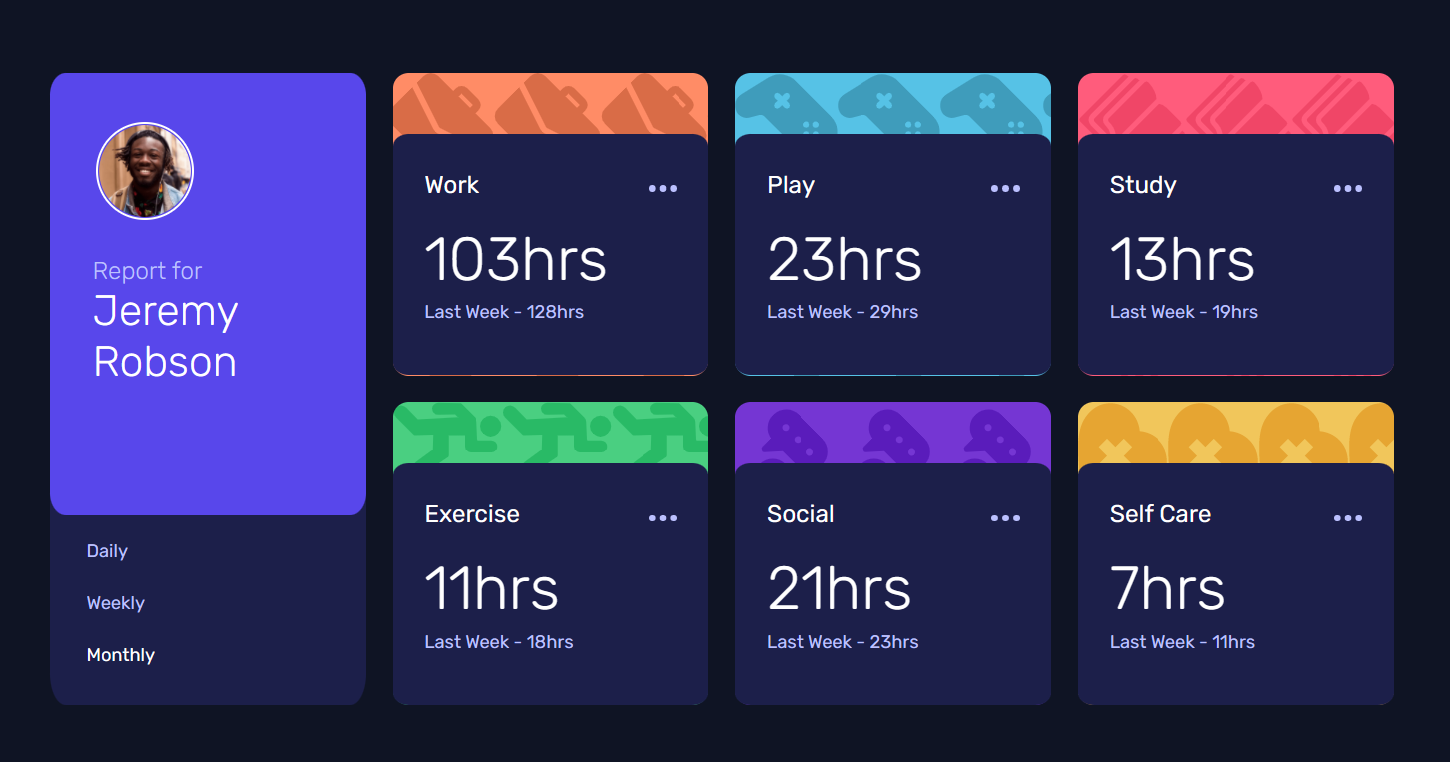 Report for
Jeremy
Robson
Daily
Weekly
Monthly
Work
103hrs
Last Week - 128hrs
Play
23hrs
Last Week - 29hrs
Study
13hrs
Last Week - 19hrs
Exercise
11hrs
Last Week - 18hrs
Social
21hrs
Last Week - 23hrs
Self Care
7hrs
Last Week - 11hrs